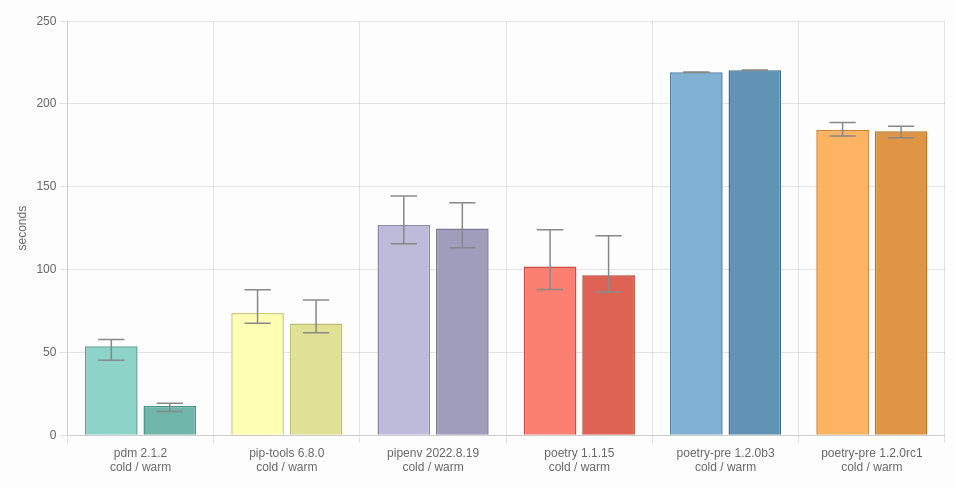 250
200
150
100
50
0
seconds
pdm 2.1.2
cold / warm
pip-tools 6.8.0
cold / warm
pipenv 2022.8.19
cold / warm
poetry 1.1.15
cold / warm
poetry-pre 1.2.0b3
cold / warm
poetry-pre 1.2.0rc1
cold / warm